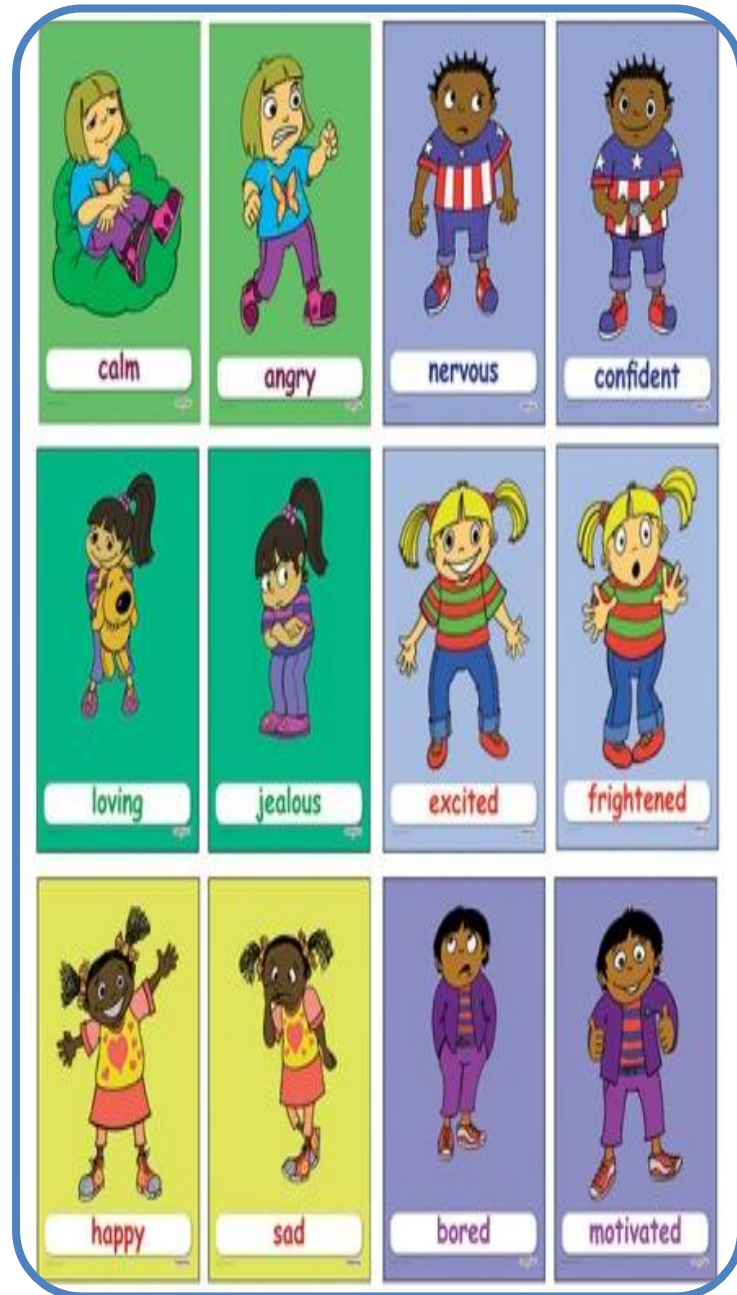 calm
angry
nervous
confident
loving
jealous
excited
frightened
happy
sad
bored
motivated